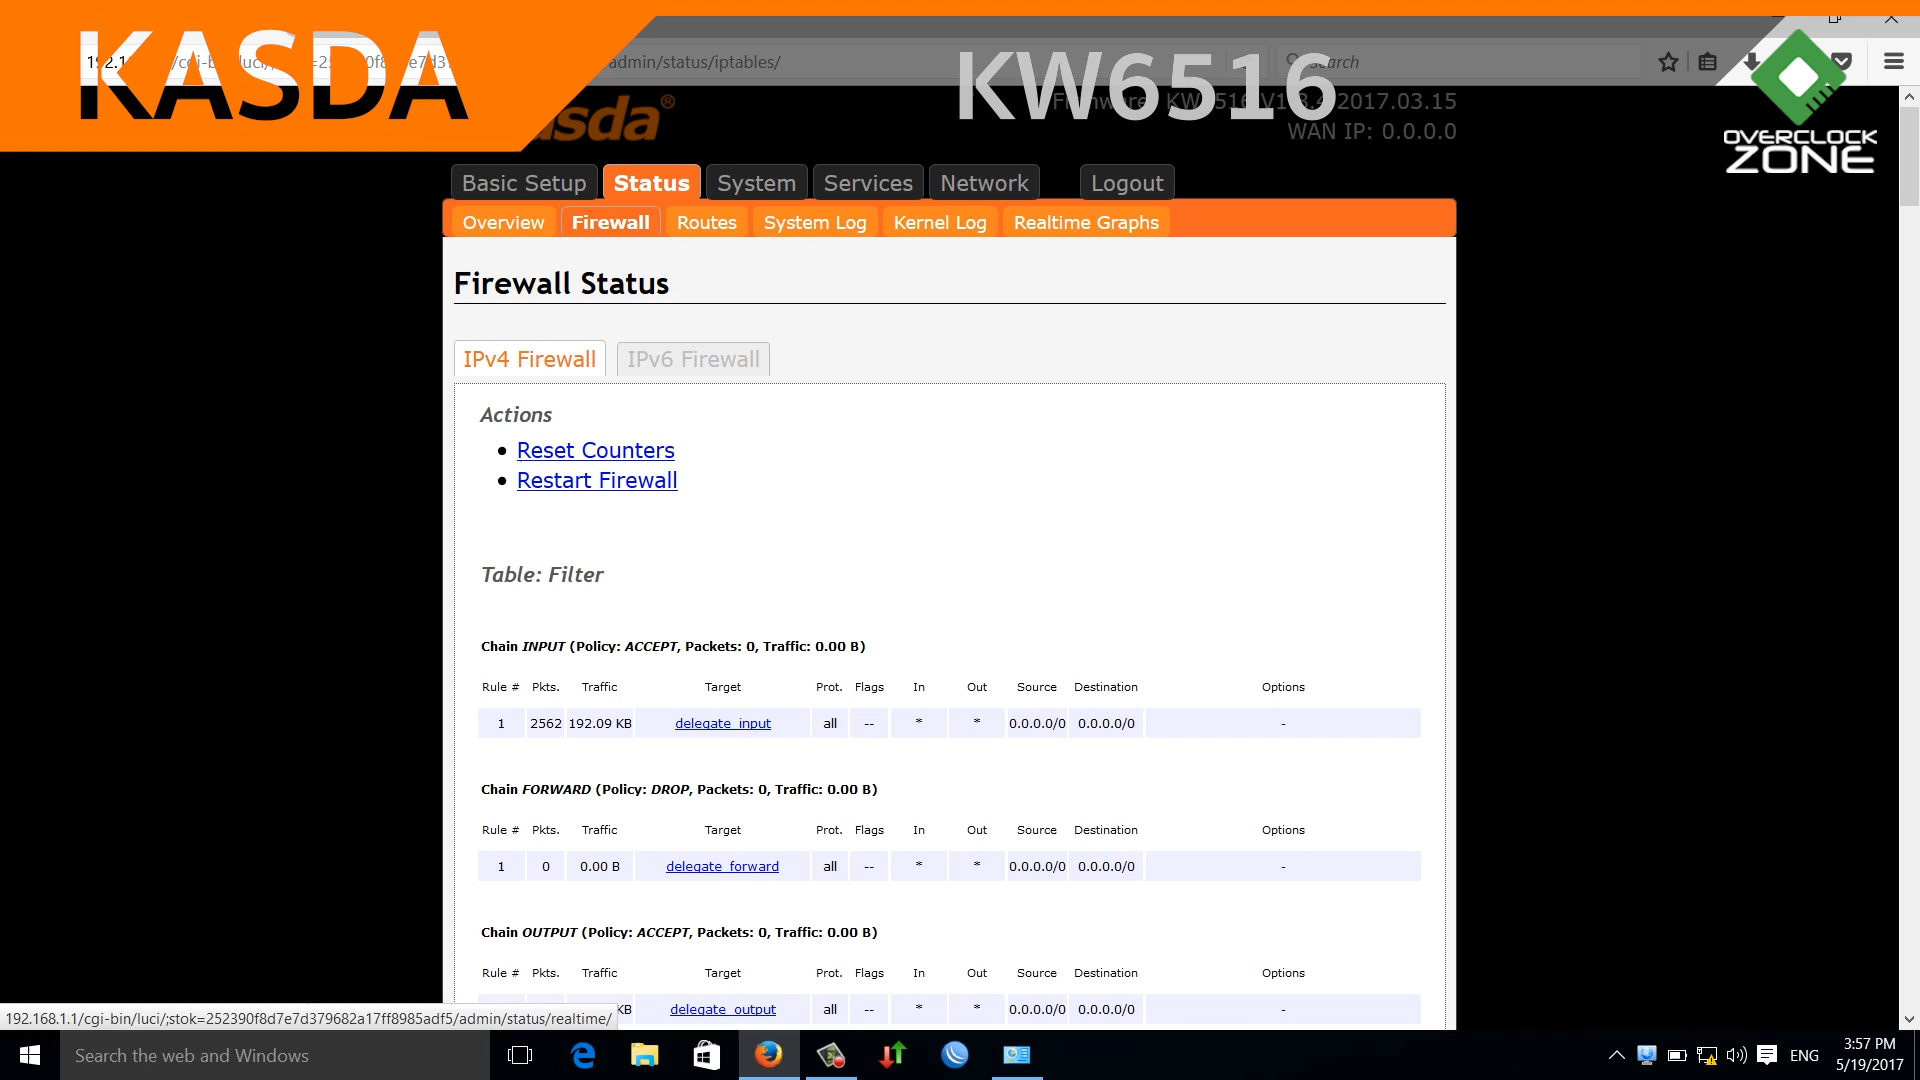 KASDA
KW6516
OVERCLOCK
ZONE
admin/status/iptables/
Search
2017.03.15
WAN IP: 0.0.0.0
Basic Setup Status System Services Network Logout
Overview Firewall Routes System Log Kernel Log Realtime Graphs
Firewall Status
IPv4 Firewall IPv6 Firewall
Actions
• Reset Counters
• Restart Firewall
Table: Filter
Chain INPUT (Policy: ACCEPT, Packets: 0, Traffic: 0.00 B)
Rule # Pkts. Traffic Target Prot. Flags In Out Source Destination Options
1 2562 192.09 KB delegate_input all -- * * 0.0.0.0/0 0.0.0.0/0 -
Chain FORWARD (Policy: DROP, Packets: 0, Traffic: 0.00 B)
Rule # Pkts. Traffic Target Prot. Flags In Out Source Destination Options
1 0 0.00 B delegate_forward all -- * * 0.0.0.0/0 0.0.0.0/0 -
Chain OUTPUT (Policy: ACCEPT, Packets: 0, Traffic: 0.00 B)
Rule # Pkts. Traffic Target Prot. Flags In Out Source Destination Options
KB delegate_output all -- * * 0.0.0.0/0 0.0.0.0/0 -
192.168.1.1/cgi-bin/luci/;stok=252390f8d7e7d379682a17ff8985adf5/admin/status/realtime/
Search the web and Windows
ENG
3:57 PM
5/19/2017